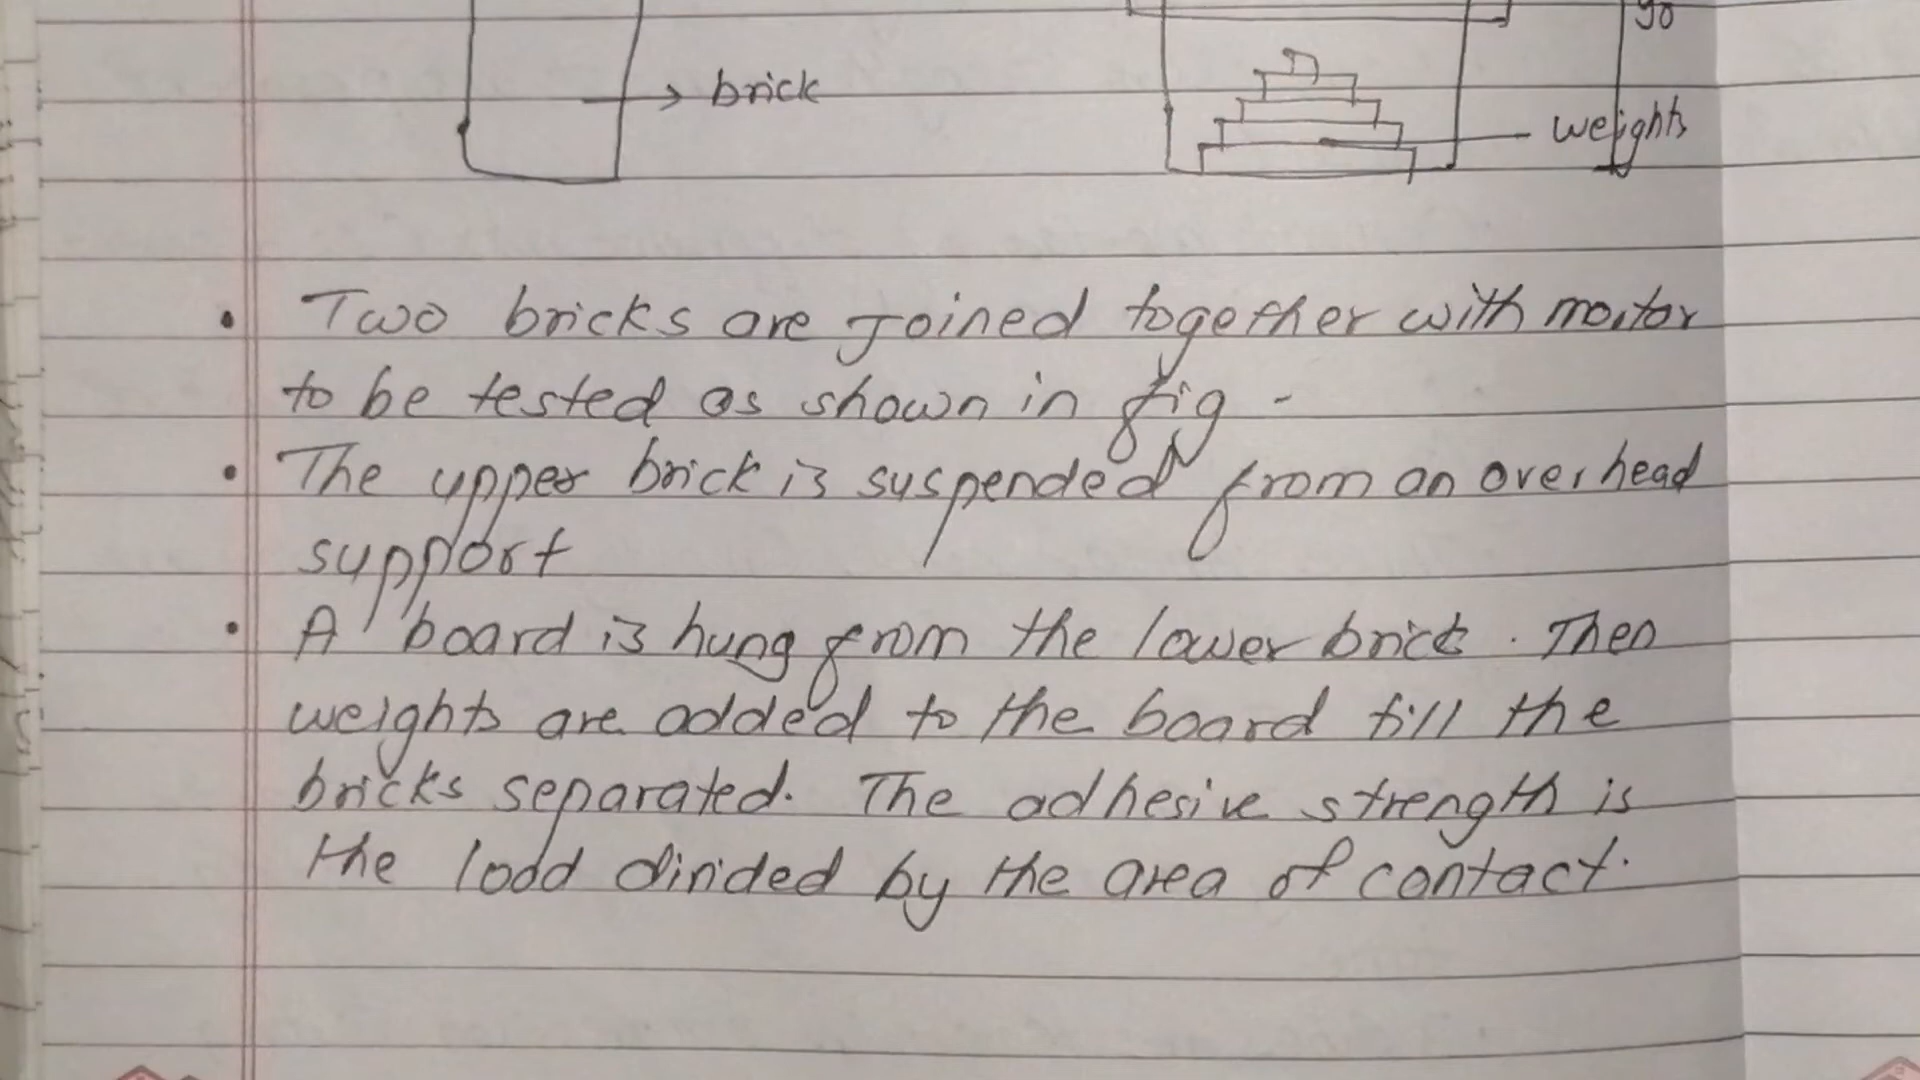 90
brick
weights
• Two bricks are Joined together with mortor
to be tested as shown in fig -
• The upper brick is suspended from an overhead
support
• A board is hung from the lower brick . Then
weights are added to the board till the
bricks separated. The adhesive strength is
the load divided by the area of contact.